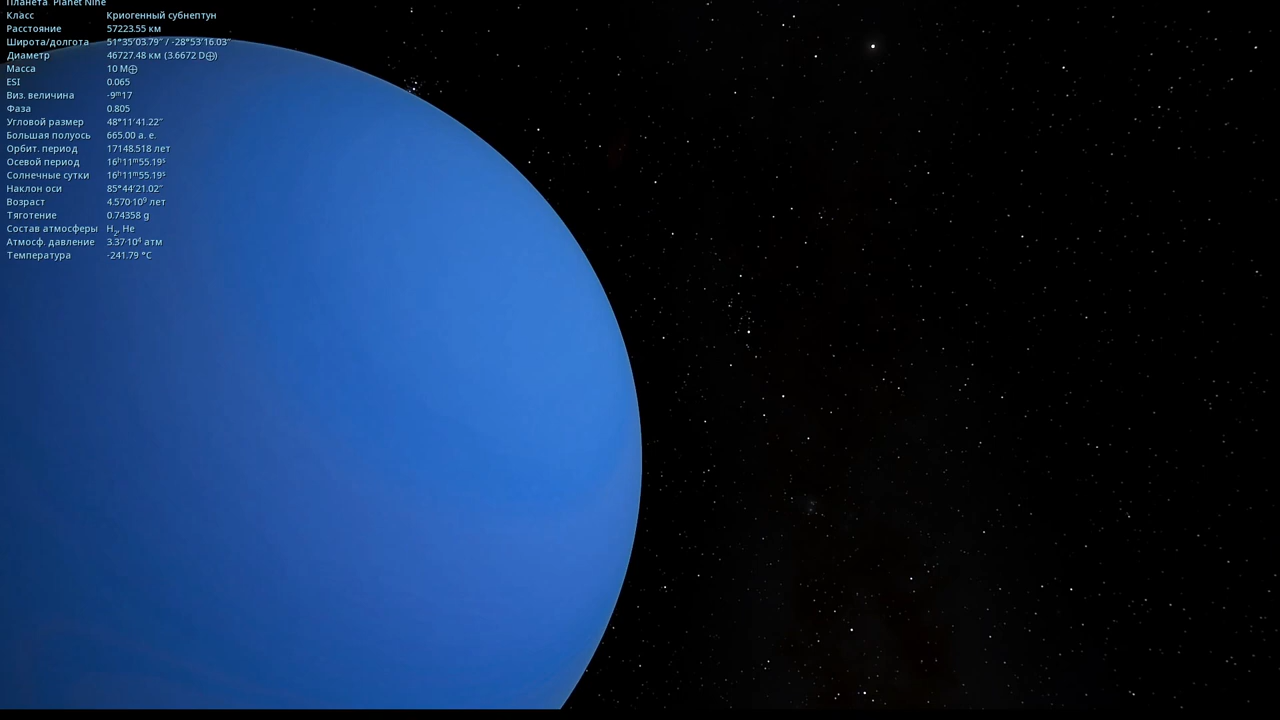 Планета Planet Nine
Класс Криогенный субнептун
Расстояние 57223.55 км
Широта/долгота 51°35′03.79″ / -28°53′16.03″
Диаметр 46727.48 км (3.6672 D⊕)
Масса 10 M⊕
ESI 0.065
Виз. величина -9ᵐ17
Фаза 0.805
Угловой размер 48°11′41.22″
Большая полуось 665.00 а. е.
Орбит. период 17148.518 лет
Осевой период 16ʰ11ᵐ55.19ˢ
Солнечные сутки 16ʰ11ᵐ55.19ˢ
Наклон оси 85°44′21.02″
Возраст 4.570·10⁹ лет
Тяготение 0.74358 g
Состав атмосферы H₂, He
Атмосф. давление 3.37·10⁴ атм
Температура -241.79 °C